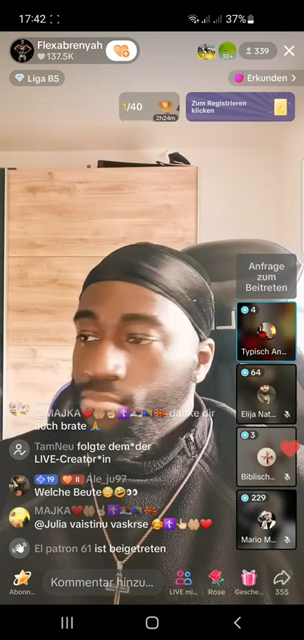 17:42
37%
Flexabrenyah
137.5K
30+
339
Liga B5
Erkunden >
1/40
2h24m
Zum Registrieren
klicken
Anfrage
zum
Beitreten
4
Typisch An...
64
Elija Nat...
3
Biblisch...
229
Mario M...
@MAJKA❤️ danke dir
auch brate 🙏
TamNeu folgte dem*der
LIVE-Creator*in
19 II Ale_ju97
Welche Beute😳🤣👀
MAJKA
@Julia vaistinu vaskrse
El patron 61 ist beigetreten
Abonn...
Kommentar hinzu...
LIVE mi...
Rose
Gesche...
355